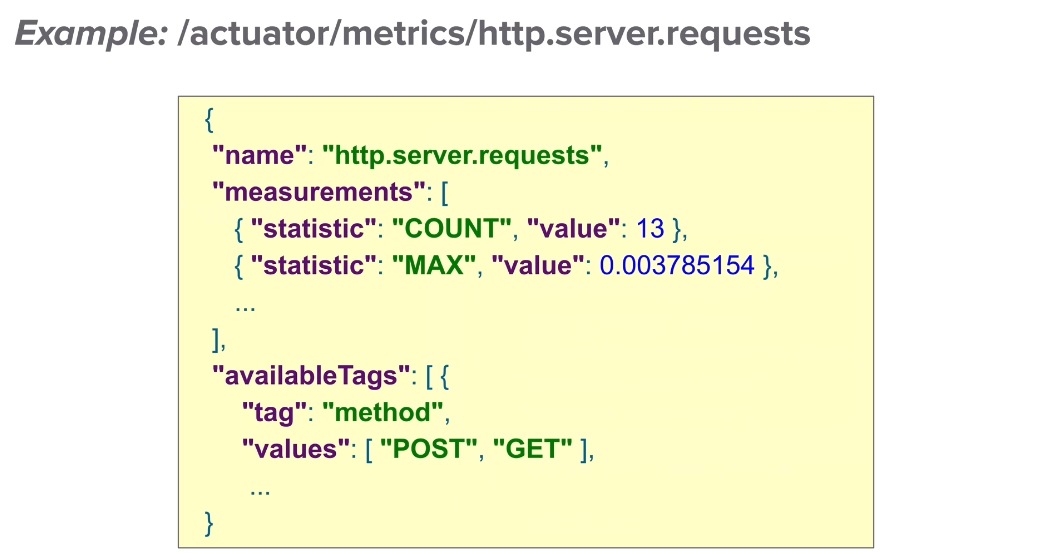 Example: /actuator/metrics/http.server.requests
{
"name": "http.server.requests",
"measurements": [
{ "statistic": "COUNT", "value": 13 },
{ "statistic": "MAX", "value": 0.003785154 },
...
],
"availableTags": [ {
"tag": "method",
"values": [ "POST", "GET" ],
...
}